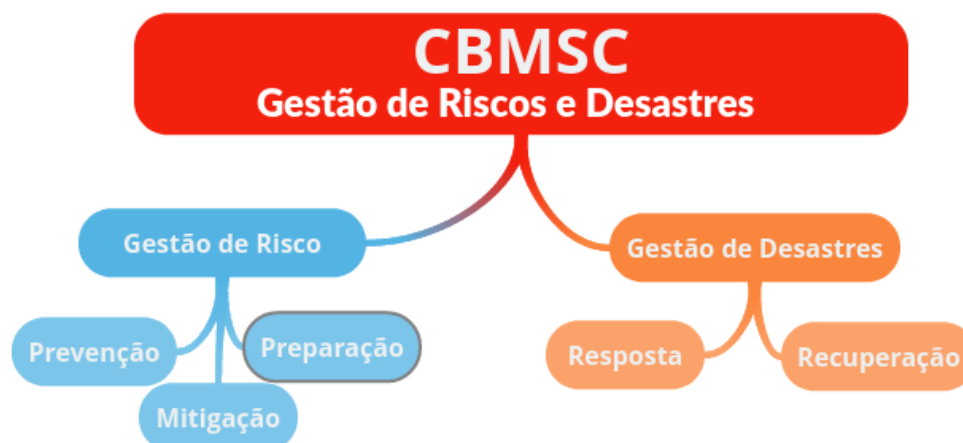 CBMSC
Gestão de Riscos e Desastres
Gestão de Risco
Gestão de Desastres
Prevenção
Preparação
Mitigação
Resposta
Recuperação